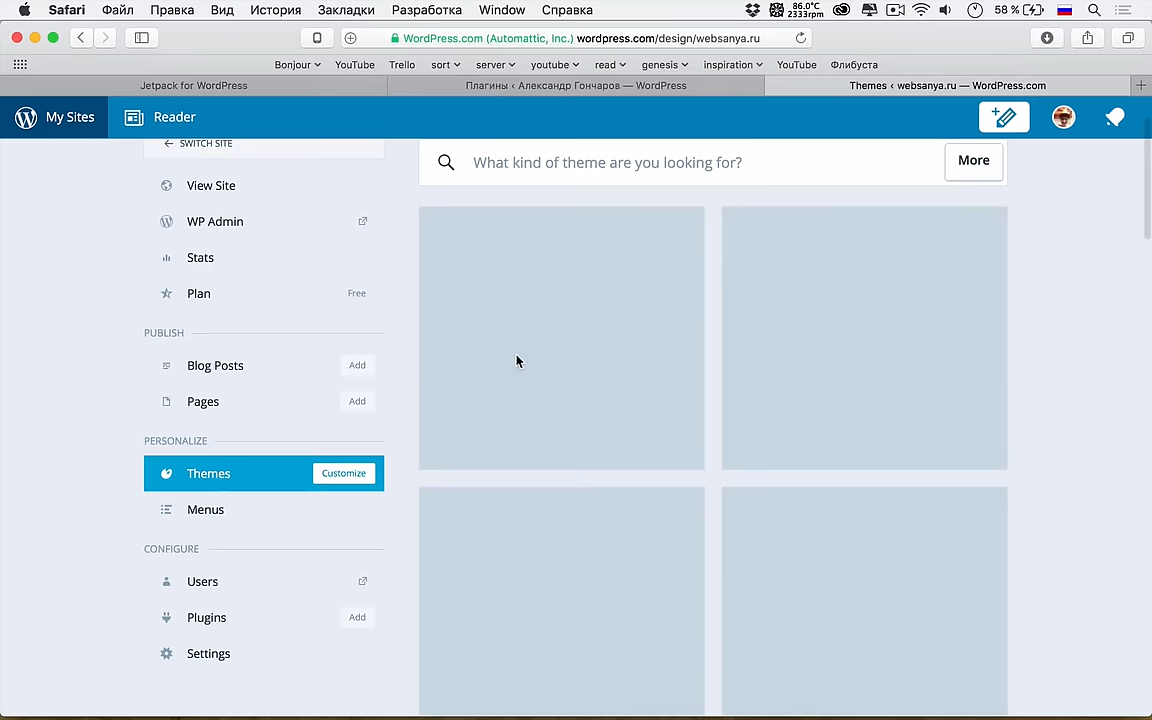 Safari Файл Правка Вид История Закладки Разработка Window Справка 86.0°C 2333rpm 58 %
WordPress.com (Automattic, Inc.) wordpress.com/design/websanya.ru
Bonjour YouTube Trello sort server youtube read genesis inspiration YouTube Флибуста
Jetpack for WordPress Плагины ‹ Александр Гончаров — WordPress Themes ‹ websanya.ru — WordPress.com
My Sites Reader
SWITCH SITE
What kind of theme are you looking for? More
View Site
WP Admin
Stats
Plan Free
PUBLISH
Blog Posts Add
Pages Add
PERSONALIZE
Themes Customize
Menus
CONFIGURE
Users
Plugins Add
Settings